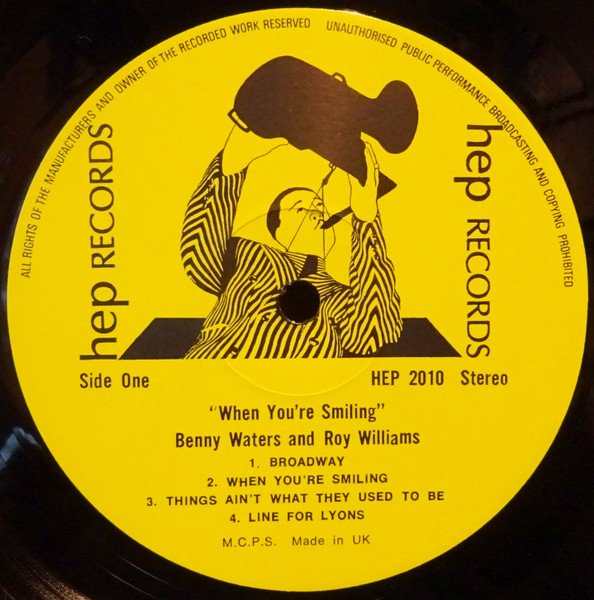 ALL RIGHTS OF THE MANUFACTURERS AND OWNER OF THE RECORDED WORK RESERVED UNAUTHORISED PUBLIC PERFORMANCE BROADCASTING AND COPYING PROHIBITED
hep RECORDS
hep RECORDS
Side One HEP 2010 Stereo
"When You're Smiling"
Benny Waters and Roy Williams
1. BROADWAY
2. WHEN YOU'RE SMILING
3. THINGS AIN'T WHAT THEY USED TO BE
4. LINE FOR LYONS
M.C.P.S. Made in UK